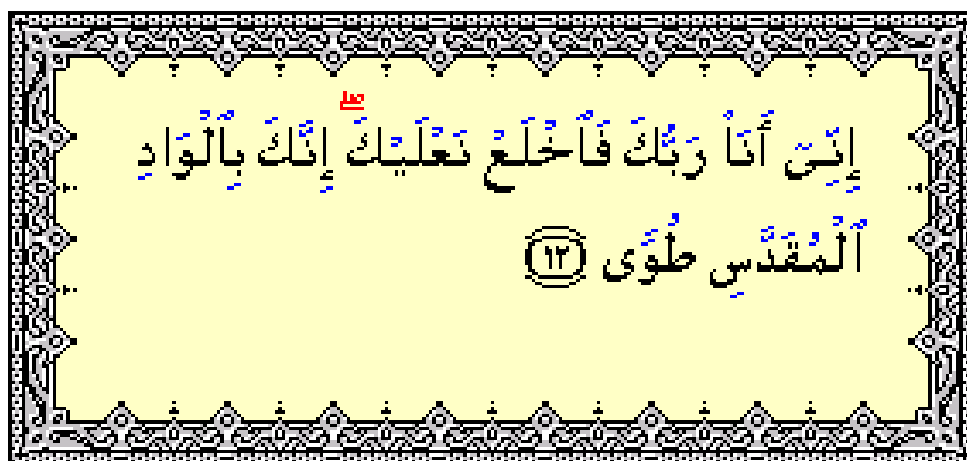 إِنِّىٓ أَنَا۠ رَبُّكَ فَٱخْلَعْ نَعْلَيْكَ ۖ إِنَّكَ بِٱلْوَادِ
ٱلْمُقَدَّسِ طُوًى ١٢